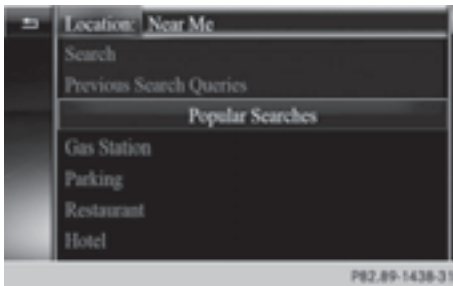 Location: Near Me
Search
Previous Search Queries
Popular Searches
Gas Station
Parking
Restaurant
Hotel
P82.89-1438-31